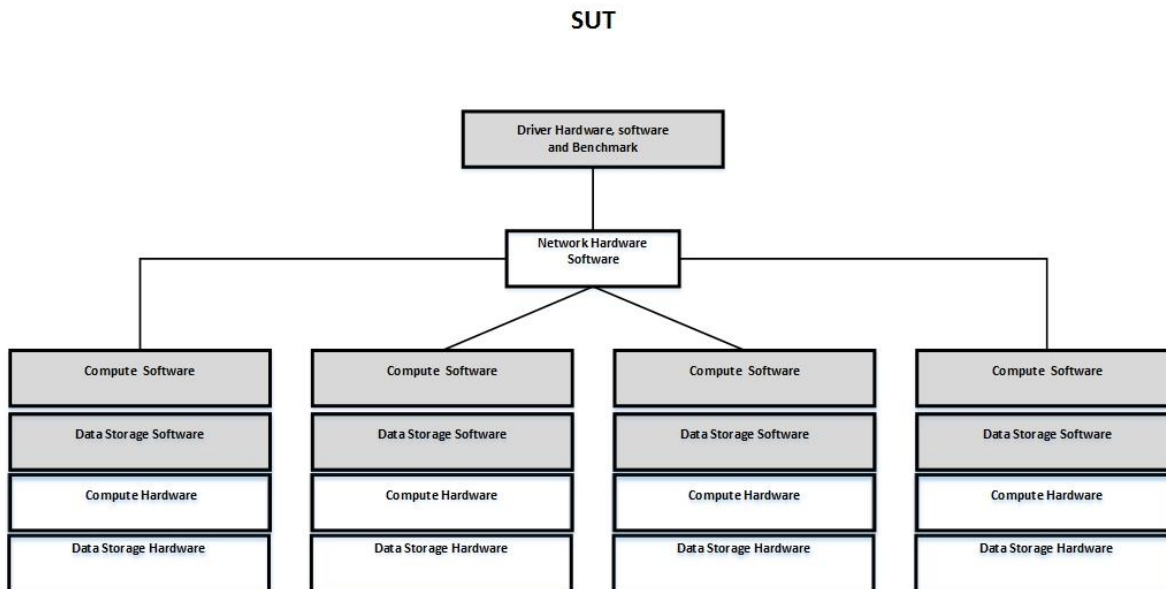 SUT
Driver Hardware, software
and Benchmark
Network Hardware
Software
Compute Software
Compute Software
Compute Software
Compute Software
Data Storage Software
Data Storage Software
Data Storage Software
Data Storage Software
Compute Hardware
Compute Hardware
Compute Hardware
Compute Hardware
Data Storage Hardware
Data Storage Hardware
Data Storage Hardware
Data Storage Hardware